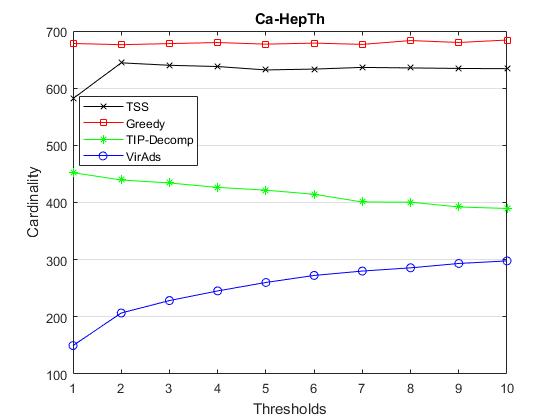 Ca-HepTh
700
600
500
400
300
200
100
Cardinality
TSS
Greedy
TIP-Decomp
VirAds
1 2 3 4 5 6 7 8 9 10
Thresholds